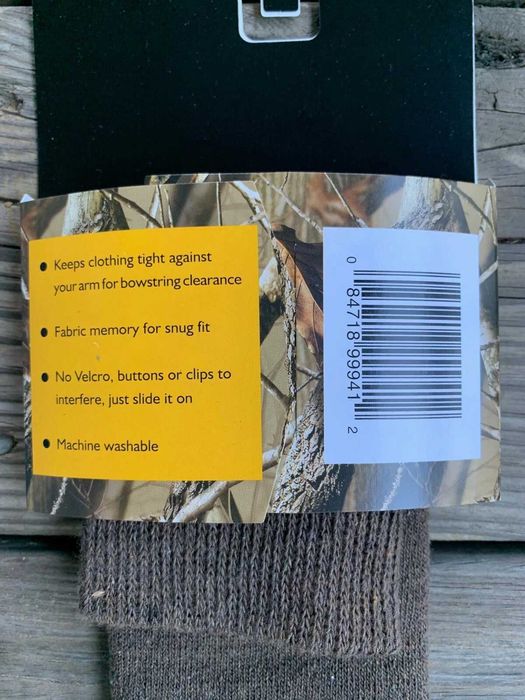 • Keeps clothing tight against
your arm for bowstring clearance
• Fabric memory for snug fit
• No Velcro, buttons or clips to
interfere, just slide it on
• Machine washable
0 84718 99941 2